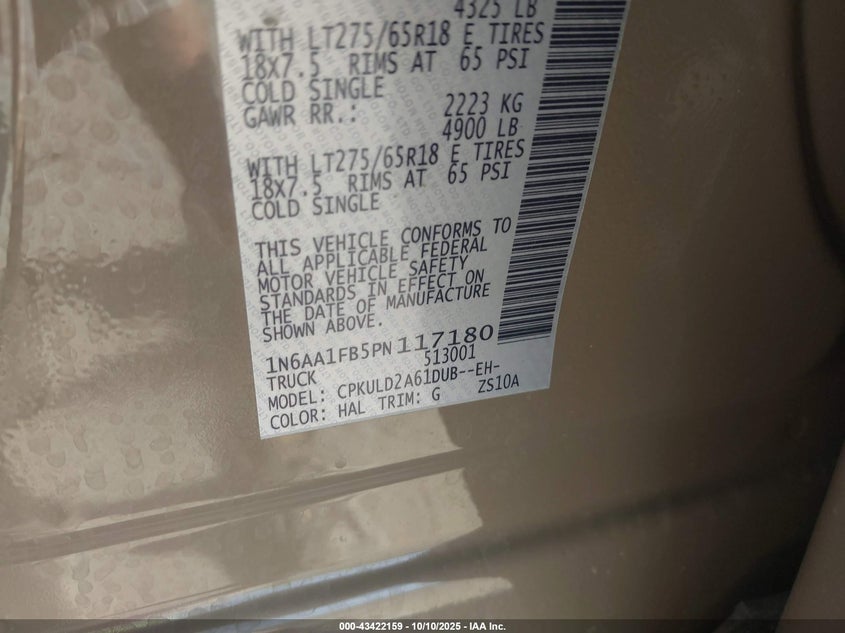 4325 LB
WITH LT275/65R18 E TIRES
18x7.5 RIMS AT 65 PSI
COLD SINGLE
GAWR RR.: 2223 KG
4900 LB
WITH LT275/65R18 E TIRES
18x7.5 RIMS AT 65 PSI
COLD SINGLE
THIS VEHICLE CONFORMS TO
ALL APPLICABLE FEDERAL
MOTOR VEHICLE SAFETY
STANDARDS IN EFFECT ON
THE DATE OF MANUFACTURE
SHOWN ABOVE.
1N6AA1FB5PN117180
TRUCK 513001
MODEL: CPKULD2A61DUB--EH-
COLOR: HAL TRIM: G ZS10A
000-43422159 - 10/10/2025 - IAA Inc.